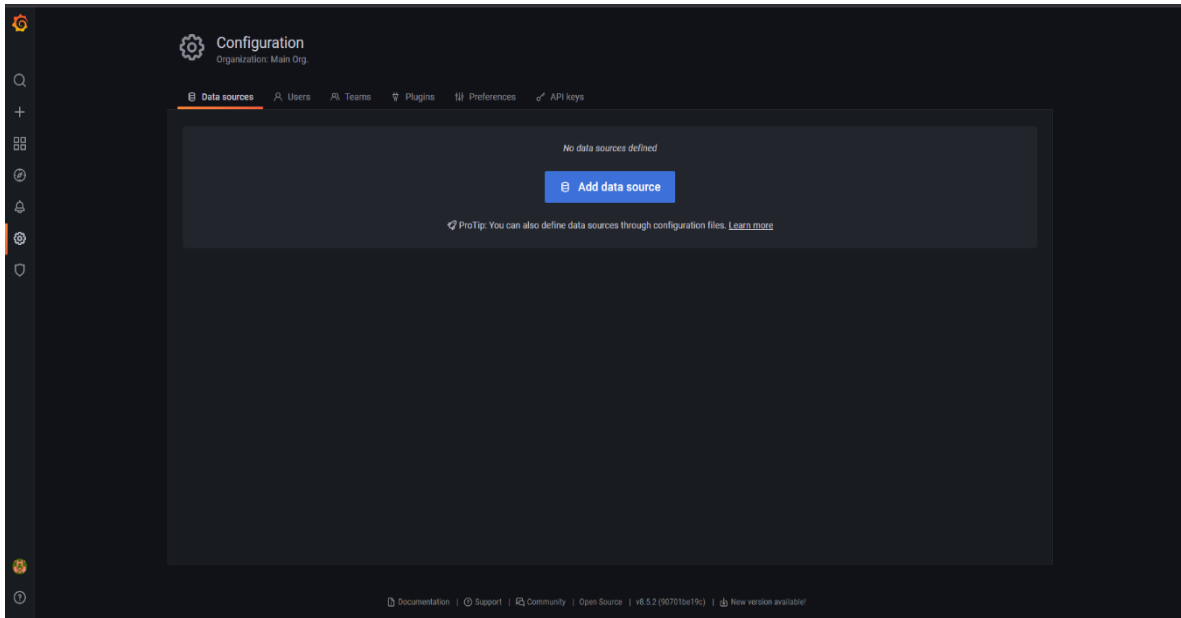 Configuration
Organization: Main Org.
Data sources Users Teams Plugins Preferences API keys
No data sources defined
Add data source
ProTip: You can also define data sources through configuration files. Learn more
Documentation | Support | Community | Open Source | v8.5.2 (90701be19c) | New version available!